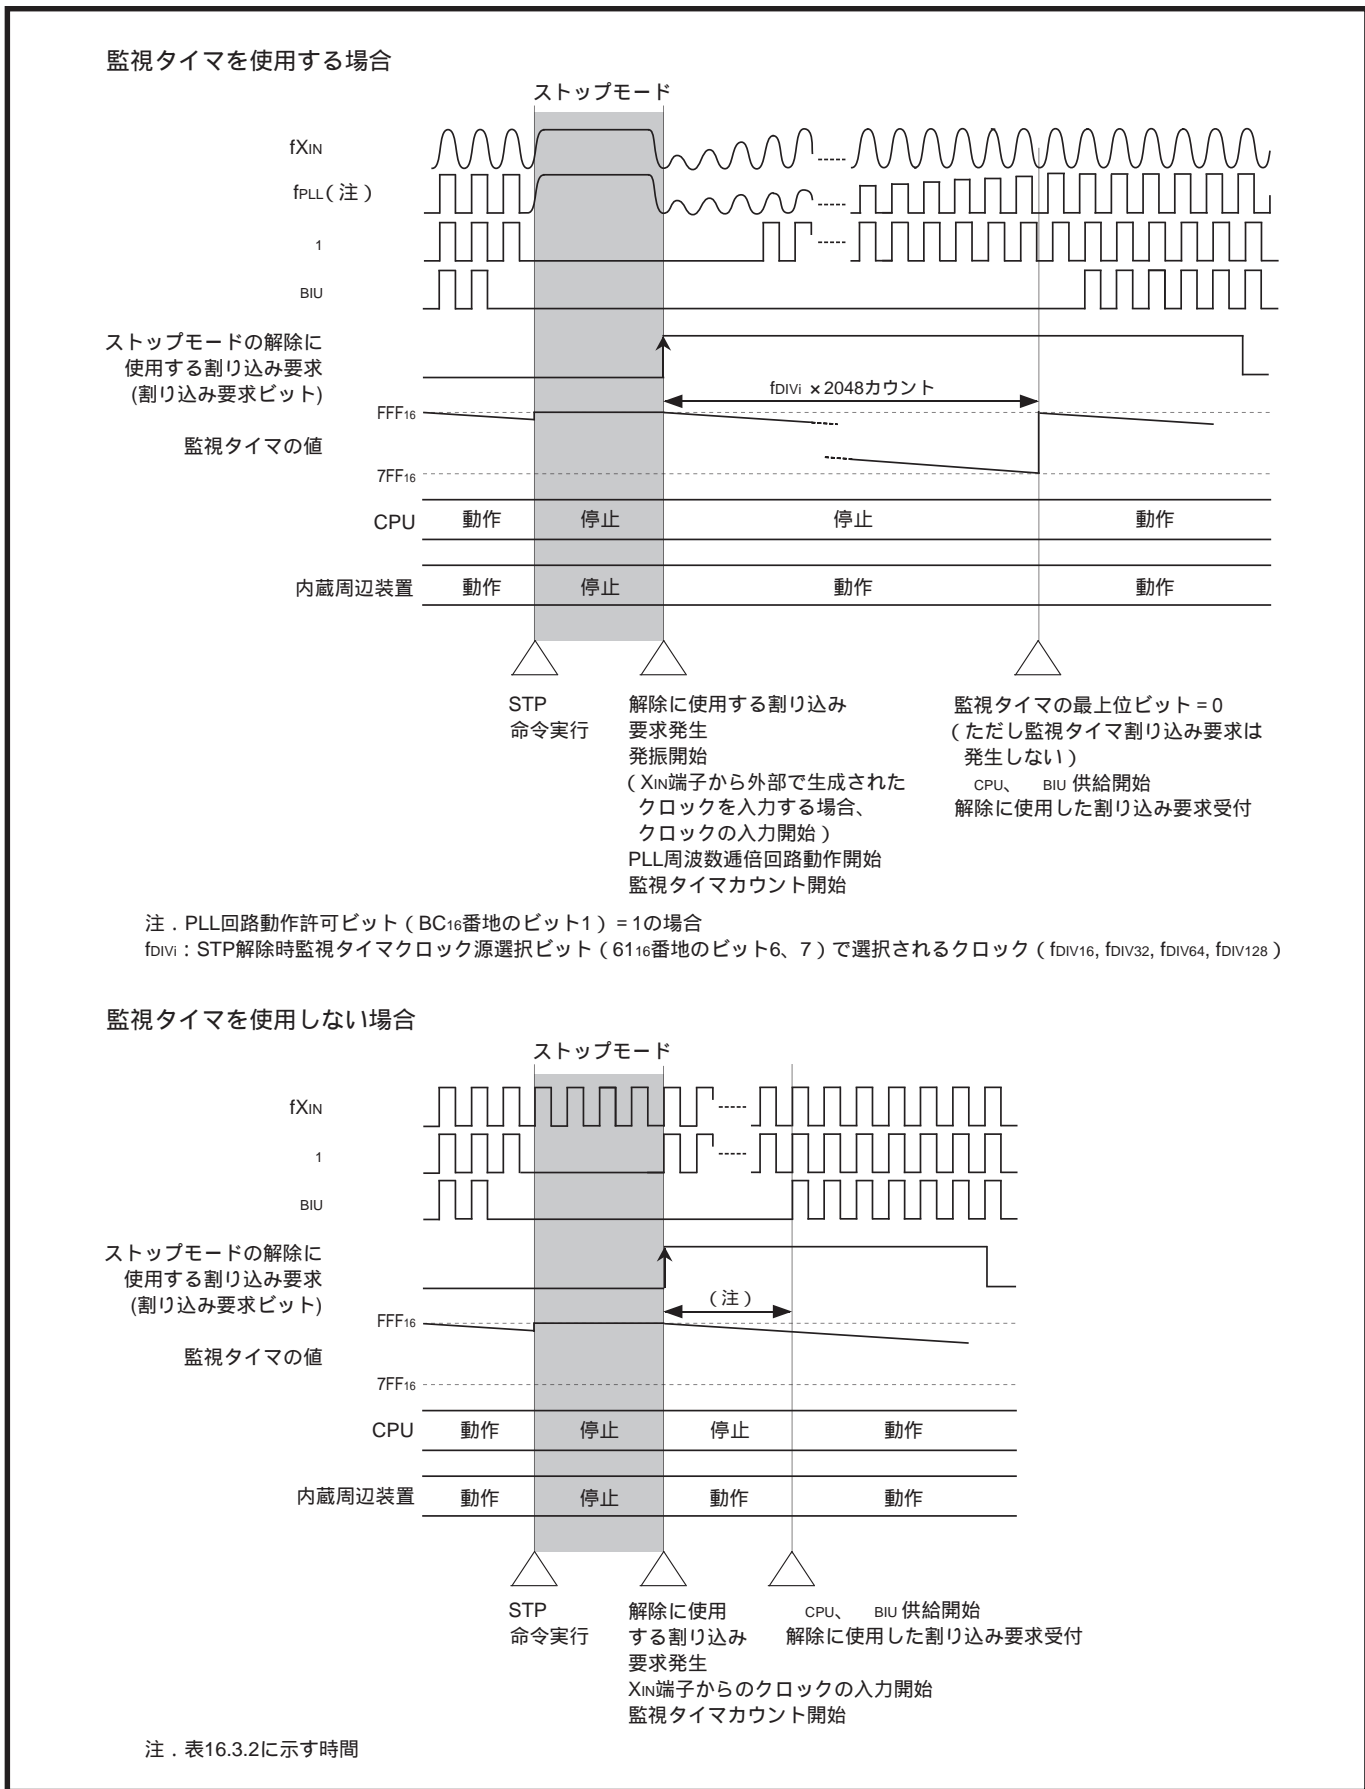 監視タイマを使用する場合
ストップモード
fXIN
fPLL（注）
1
BIU
ストップモードの解除に
使用する割り込み要求
(割り込み要求ビット)
fDIVi ×2048カウント
FFF16
監視タイマの値
7FF16
CPU 動作 停止 停止 動作
内蔵周辺装置 動作 停止 動作 動作
STP
命令実行
解除に使用する割り込み
要求発生
発振開始
（XIN端子から外部で生成された
クロックを入力する場合、
クロックの入力開始）
PLL周波数逓倍回路動作開始
監視タイマカウント開始
監視タイマの最上位ビット = 0
（ただし監視タイマ割り込み要求は
発生しない）
CPU、 BIU 供給開始
解除に使用した割り込み要求受付
注．PLL回路動作許可ビット（BC16番地のビット1）= 1の場合
fDIVi：STP解除時監視タイマクロック源選択ビット（6116番地のビット6、7）で選択されるクロック（fDIV16, fDIV32, fDIV64, fDIV128）
監視タイマを使用しない場合
ストップモード
fXIN
1
BIU
ストップモードの解除に
使用する割り込み要求
(割り込み要求ビット)
（注）
FFF16
監視タイマの値
7FF16
CPU 動作 停止 停止 動作
内蔵周辺装置 動作 停止 動作 動作
STP
命令実行
解除に使用
する割り込み
要求発生
XIN端子からのクロックの入力開始
監視タイマカウント開始
CPU、 BIU 供給開始
解除に使用した割り込み要求受付
注．表16.3.2に示す時間